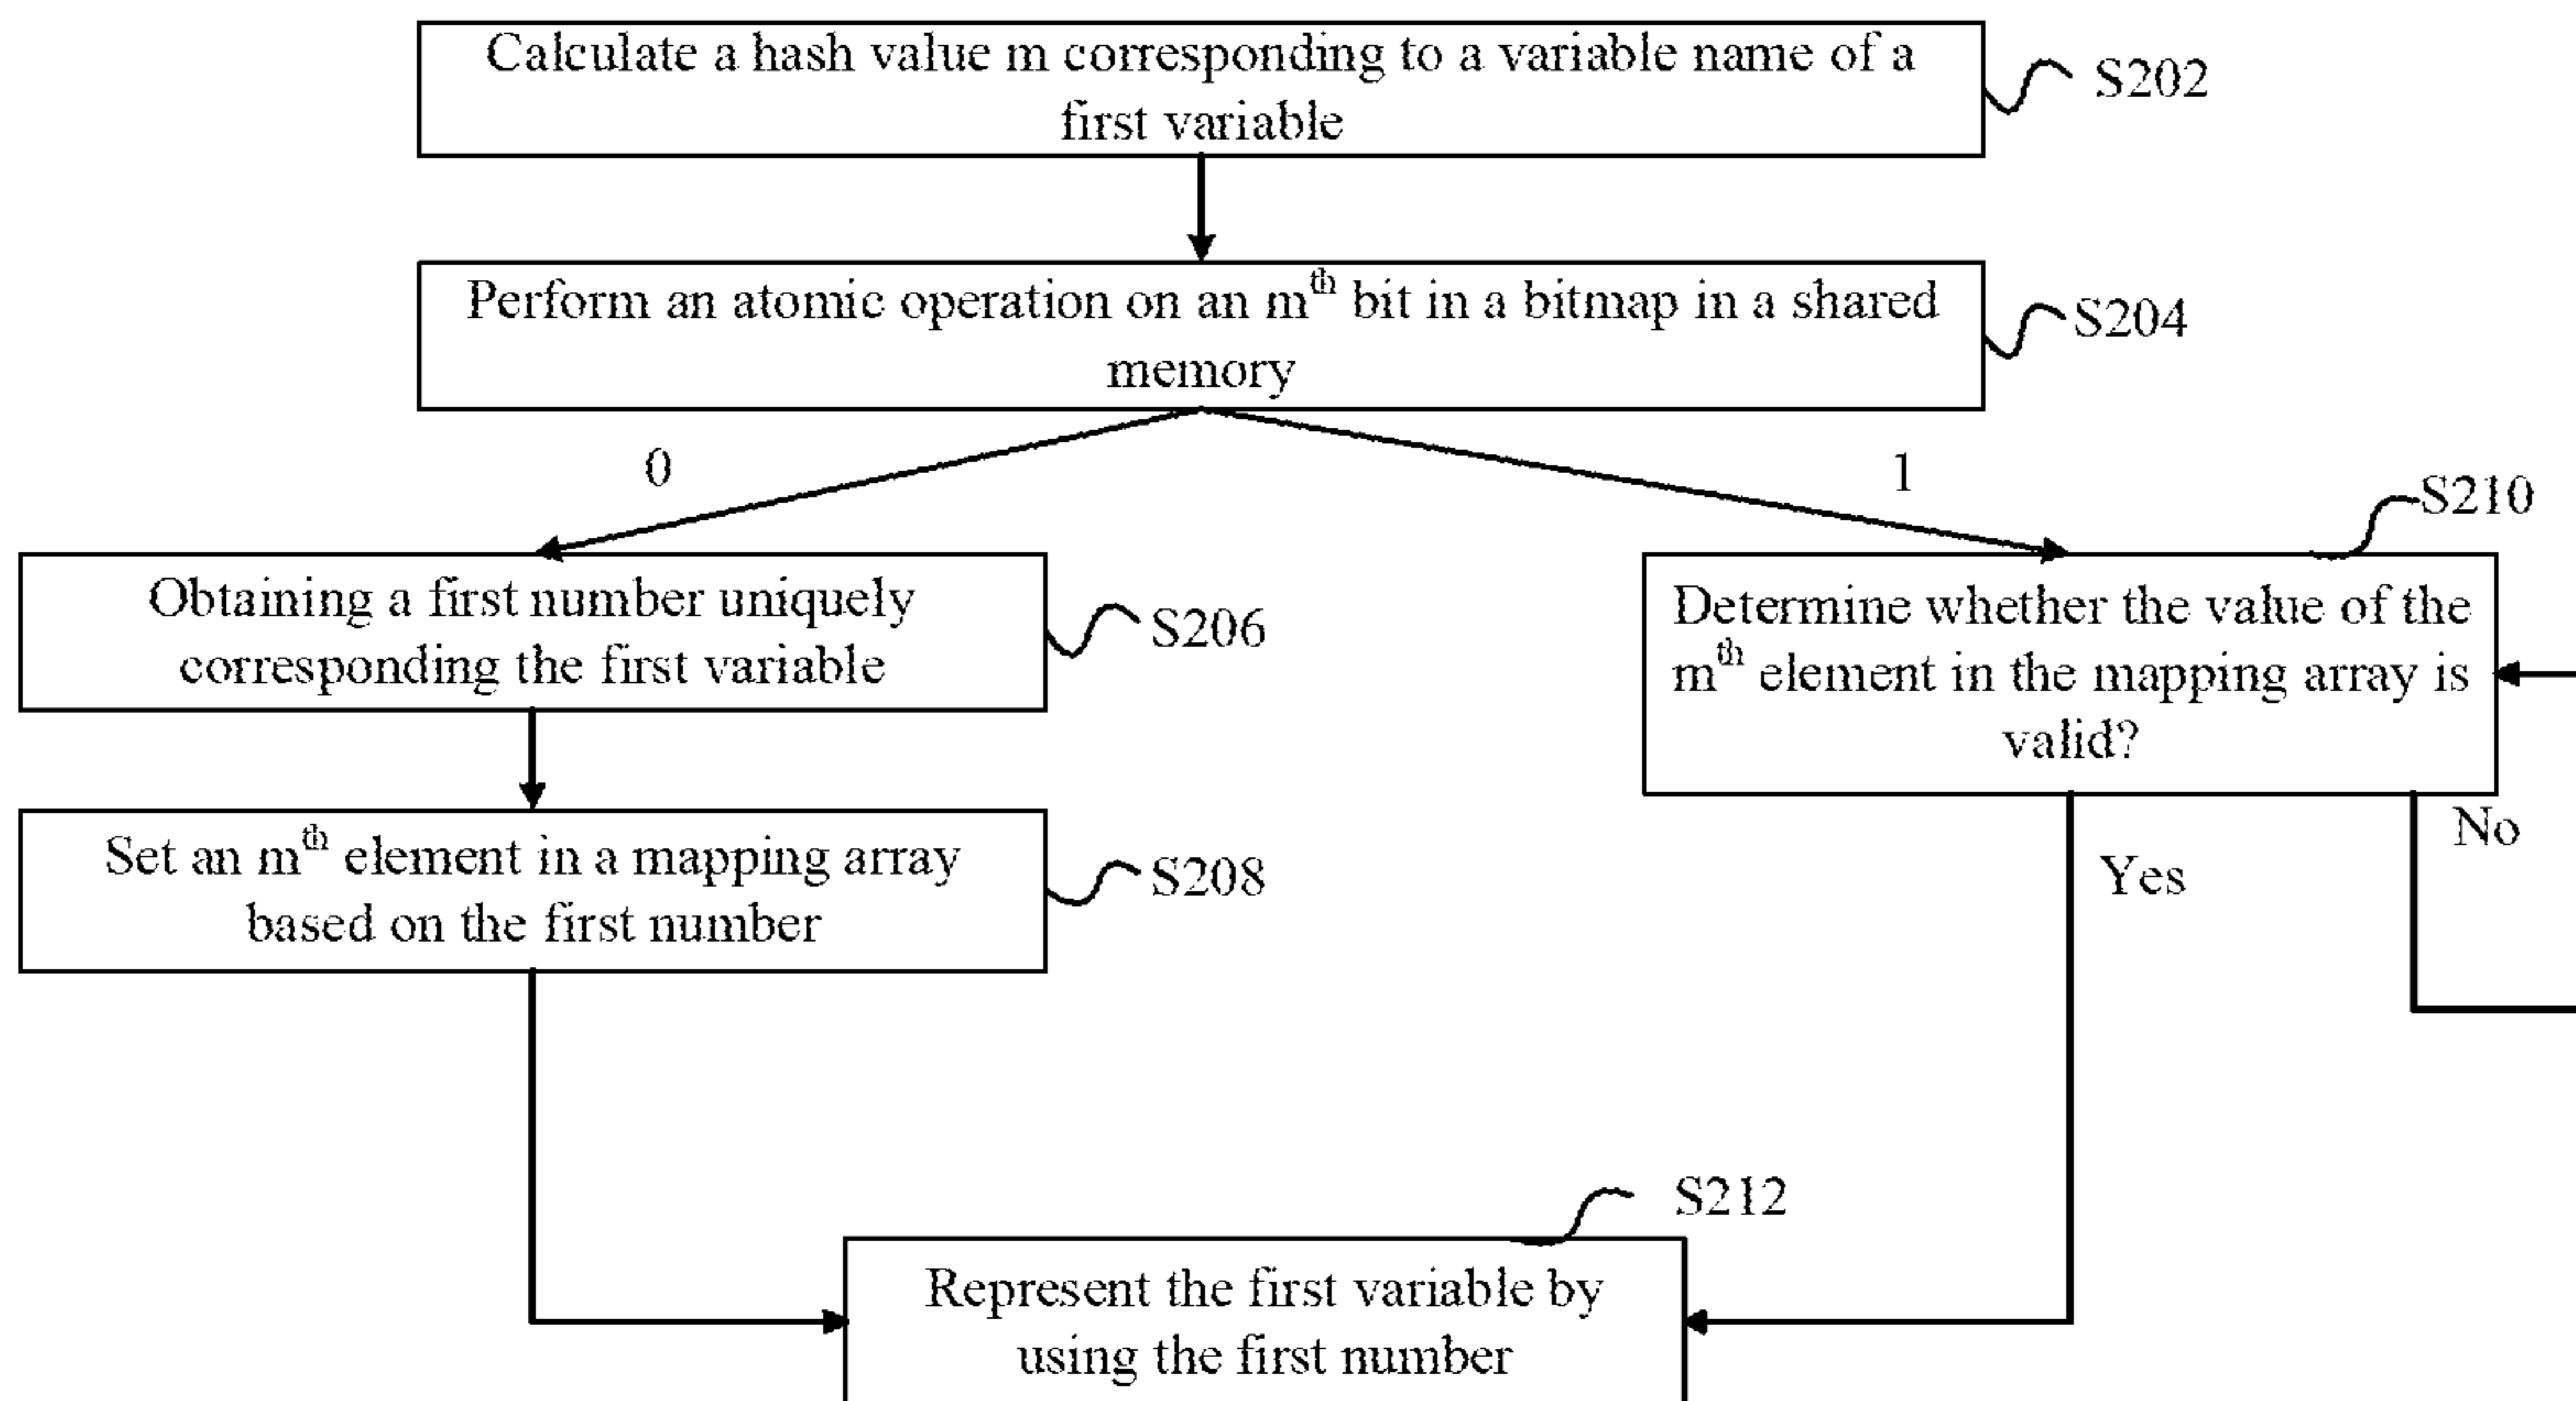 Calculate a hash value m corresponding to a variable name of a
first variable
S202
Perform an atomic operation on an mth bit in a bitmap in a shared
memory
S204
0
1
Obtaining a first number uniquely
corresponding the first variable
S206
S210
Determine whether the value of the
mth element in the mapping array is
valid?
Set an mth element in a mapping array
based on the first number
S208
No
Yes
S212
Represent the first variable by
using the first number